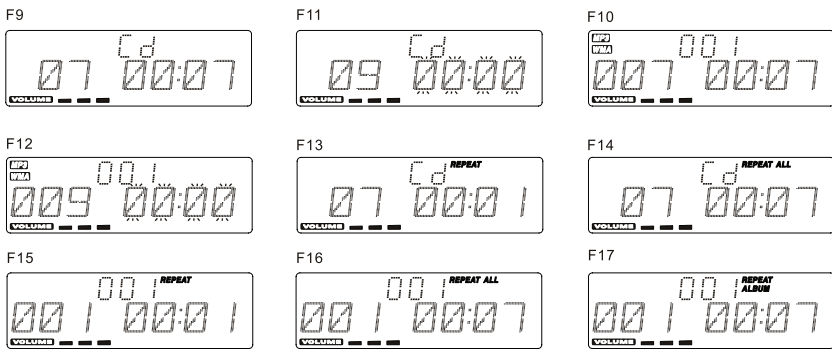 F9
Cd
07 00:07
VOLUME
F11
Cd
09 00:00
VOLUME
F10
MP3
WMA
001
007 00:07
VOLUME
F12
MP3
WMA
001
009 00:00
VOLUME
F13
Cd REPEAT
07 00:01
VOLUME
F14
Cd REPEAT ALL
07 00:07
VOLUME
F15
001 REPEAT
001 00:01
VOLUME
F16
001 REPEAT ALL
001 00:07
VOLUME
F17
001 REPEAT
ALBUM
001 00:07
VOLUME